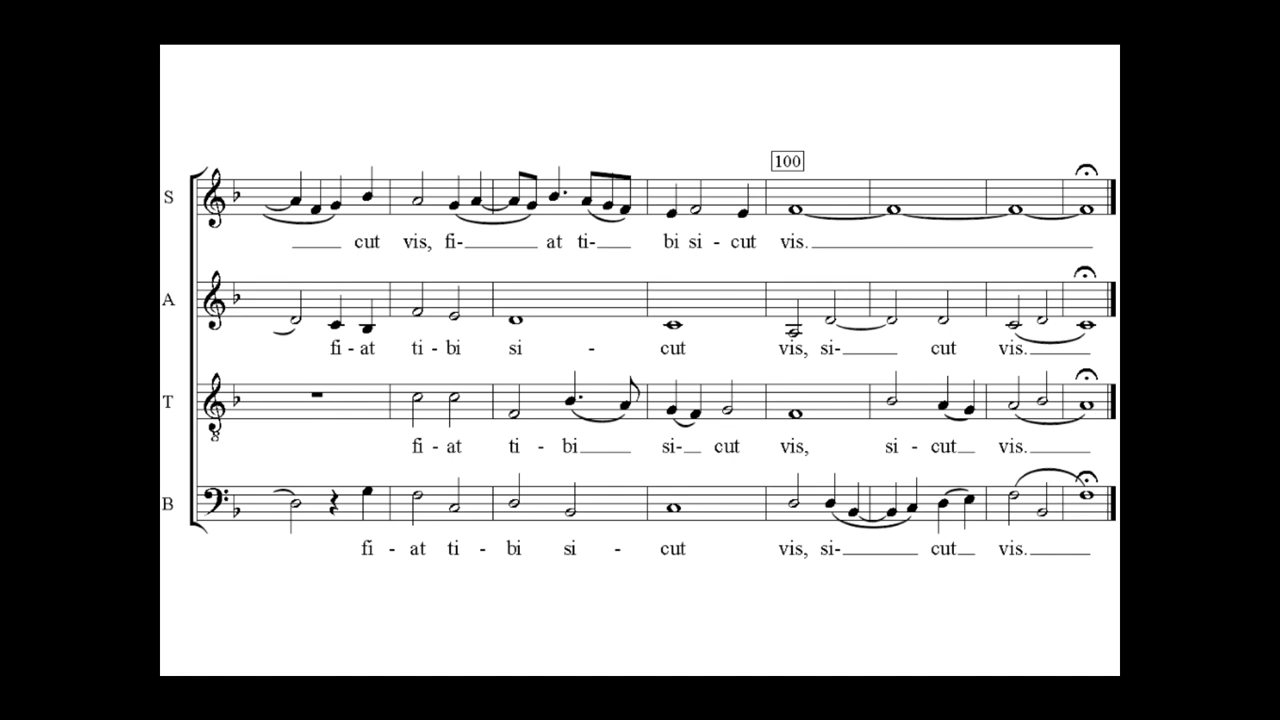 100
S
cut vis, fi- at ti- bi si - cut vis.
A
fi - at ti - bi si - cut vis, si- cut vis.
T
8
fi - at ti - bi si- cut vis, si - cut vis.
B
fi - at ti - bi si - cut vis, si- cut vis.